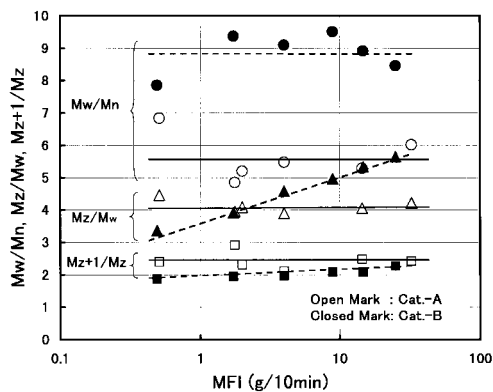 Mw/Mn, Mz/Mw, Mz+1/Mz
10
9
8
7
6
5
4
3
2
1
0
Mw/Mn
Mz/Mw
Mz+1/Mz
Open Mark : Cat.-A
Closed Mark: Cat.-B
0.1
1
10
100
MFI (g/10min)